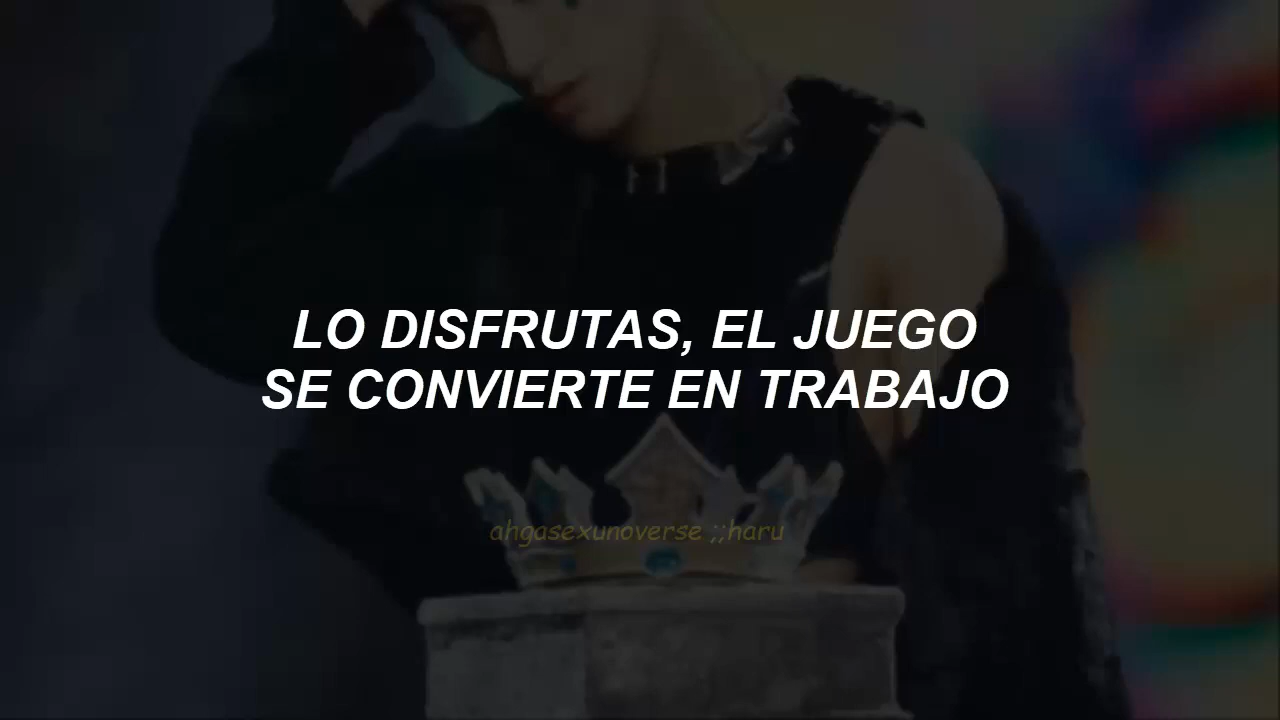 LO DISFRUTAS, EL JUEGO
SE CONVIERTE EN TRABAJO
ahgasexunoverse ;;haru